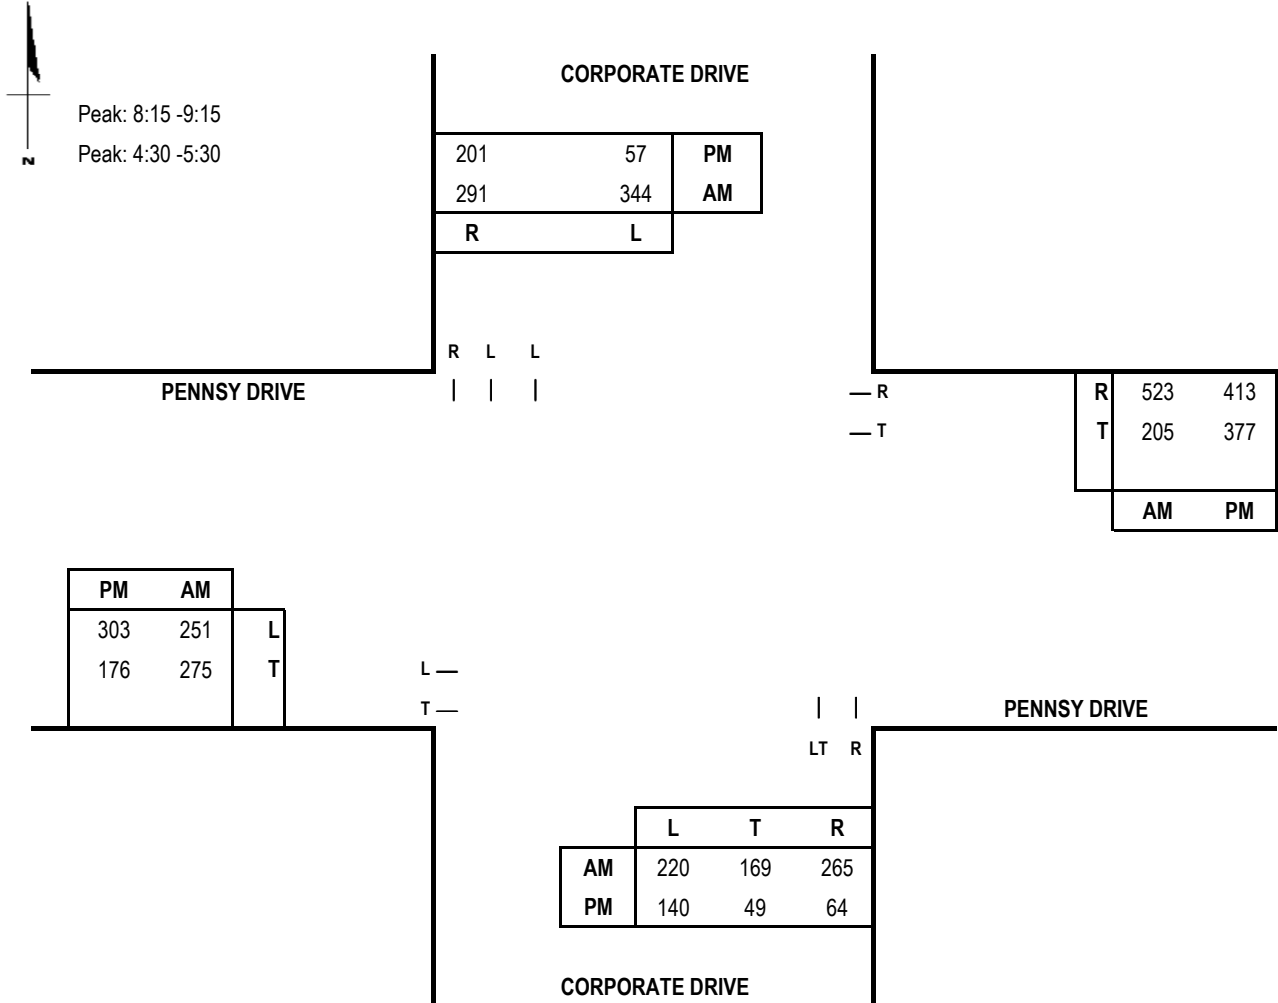 CORPORATE DRIVE
Peak: 8:15 -9:15
Peak: 4:30 -5:30
N
201 57 PM
291 344 AM
R L
R L L
PENNSY DRIVE
R
T
R 523 413
T 205 377
AM PM
PM AM
303 251 L
176 275 T
L
T
PENNSY DRIVE
LT R
L T R
AM 220 169 265
PM 140 49 64
CORPORATE DRIVE